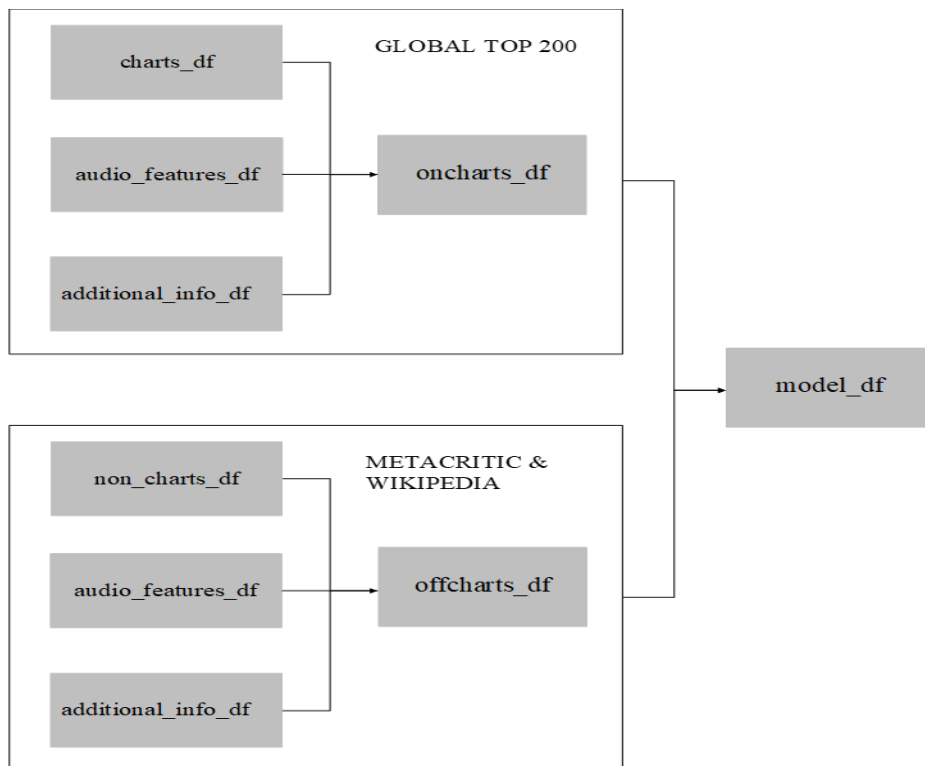 GLOBAL TOP 200
charts_df
audio_features_df
oncharts_df
additional_info_df
model_df
METACRITIC &
WIKIPEDIA
non_charts_df
audio_features_df
offcharts_df
additional_info_df